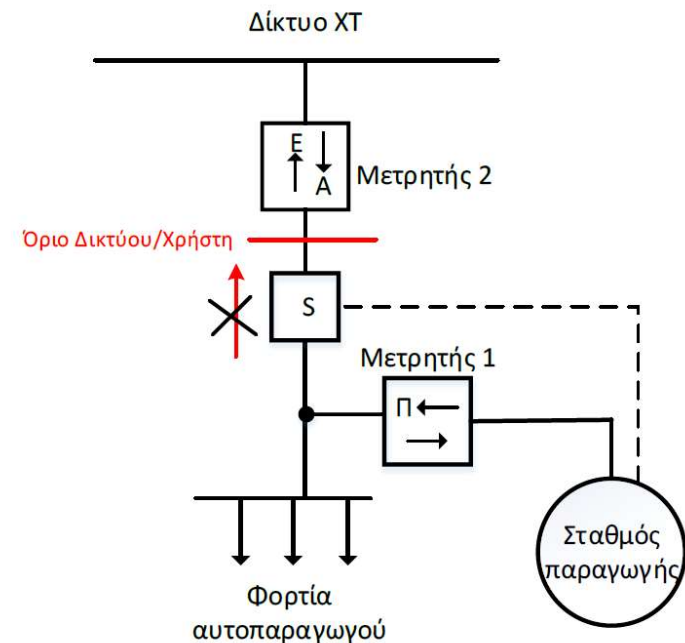 Δίκτυο ΧΤ
Ε
Α
Μετρητής 2
Όριο Δικτύου/Χρήστη
S
Μετρητής 1
Π
Σταθμός
παραγωγής
Φορτία
αυτοπαραγωγού